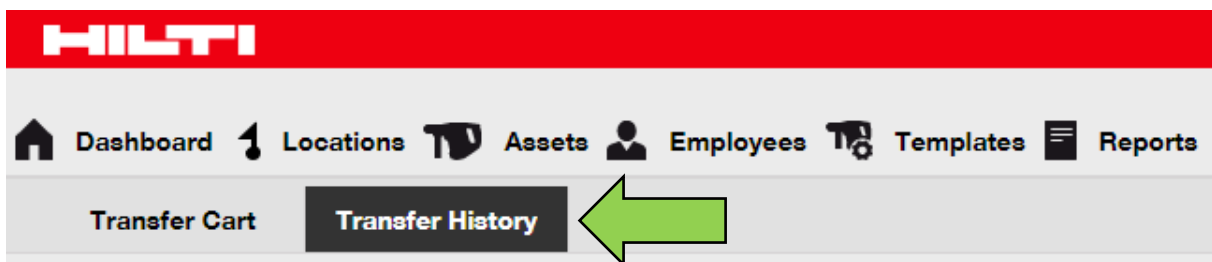 HILTI
Dashboard Locations Assets Employees Templates Reports
Transfer Cart Transfer History